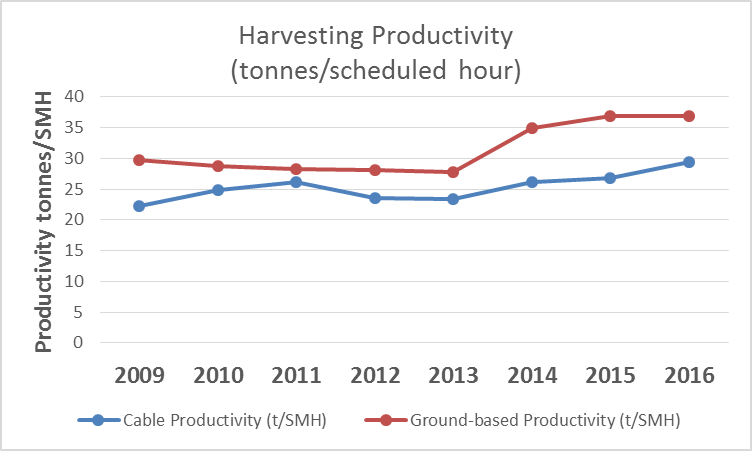 Harvesting Productivity
(tonnes/scheduled hour)
Productivity tonnes/SMH
40
35
30
25
20
15
10
5
0
2009 2010 2011 2012 2013 2014 2015 2016
Cable Productivity (t/SMH) Ground-based Productivity (t/SMH)